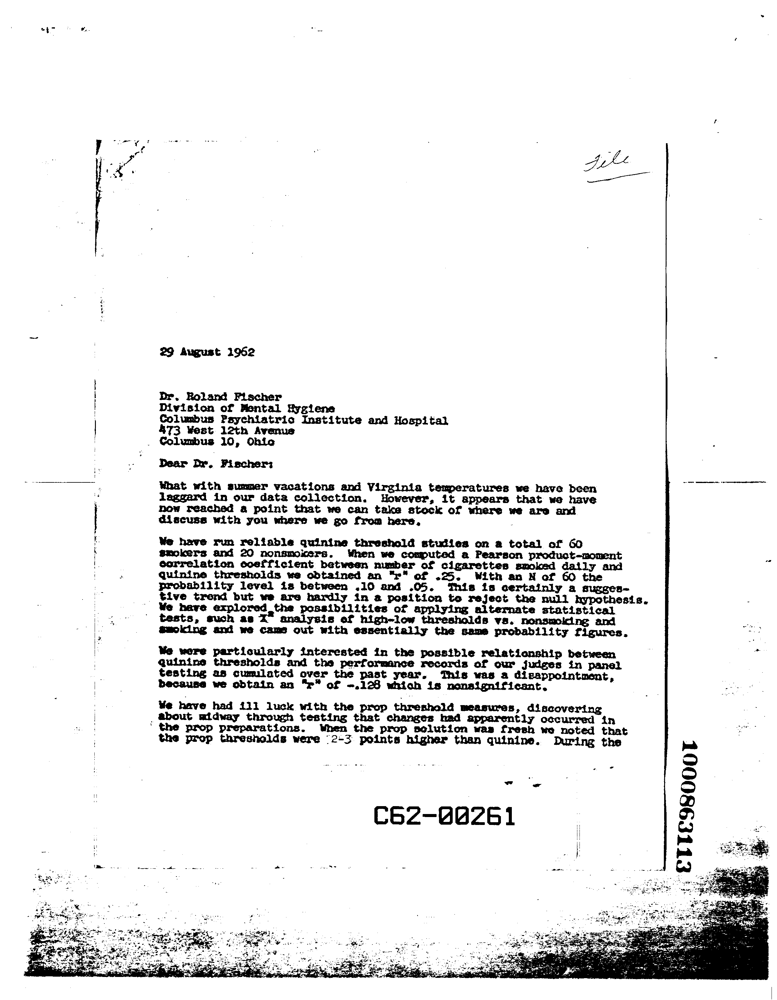 File
29 August 1962
Dr. Roland Fischer
Division of Mental Hygiene
Columbus Psychiatric Institute and Hospital
473 West 12th Avenue
Columbus 10, Ohio
Dear Dr. Fischer:
What with summer vacations and Virginia temperatures we have been
laggard in our data collection. However, it appears that we have
now reached a point that we can take stock of where we are and
discuss with you where we go from here.
We have run reliable quinine threshold studies on a total of 60
smokers and 20 nonsmokers. When we computed a Pearson product-moment
correlation coefficient between number of cigarettes smoked daily and
quinine thresholds we obtained an "r" of .25. With an N of 60 the
probability level is between .10 and .05. This is certainly a sugges-
tive trend but we are hardly in a position to reject the null hypothesis.
We have explored the possibilities of applying alternate statistical
tests, such as X² analysis of high-low thresholds vs. nonsmoking and
smoking and we came out with essentially the same probability figures.
We were particularly interested in the possible relationship between
quinine thresholds and the performance records of our judges in panel
testing as cumulated over the past year. This was a disappointment,
because we obtain an "r" of -.128 which is nonsignificant.
We have had ill luck with the prop threshold measures, discovering
about midway through testing that changes had apparently occurred in
the prop preparations. When the prop solution was fresh we noted that
the prop thresholds were 2-3 points higher than quinine. During the
C62-00261
1000863113